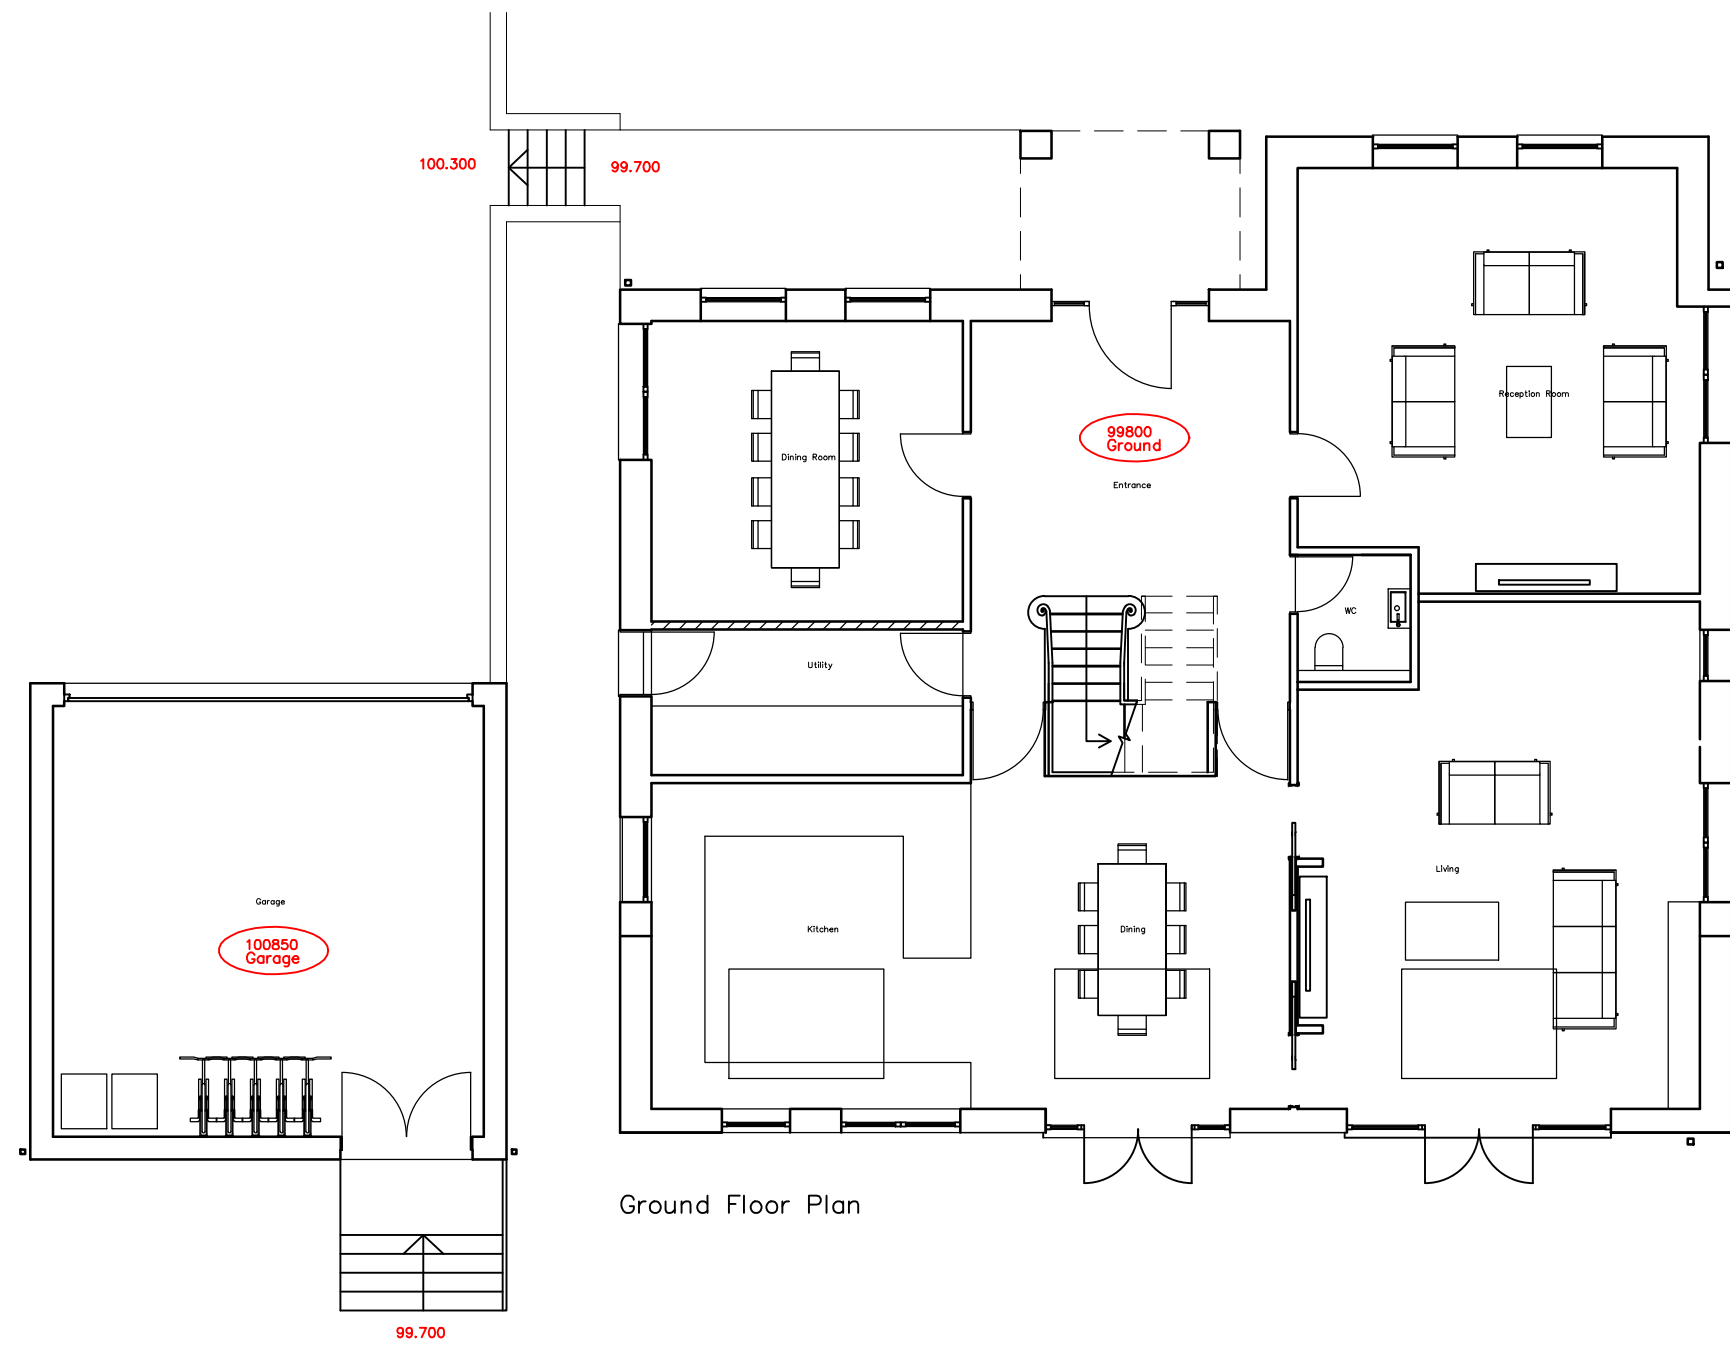 100.300
99.700
Reception Room
99800
Ground
Dining Room
Entrance
WC
Utility
Living
Garage
Kitchen
Dining
100850
Garage
Ground Floor Plan
99.700